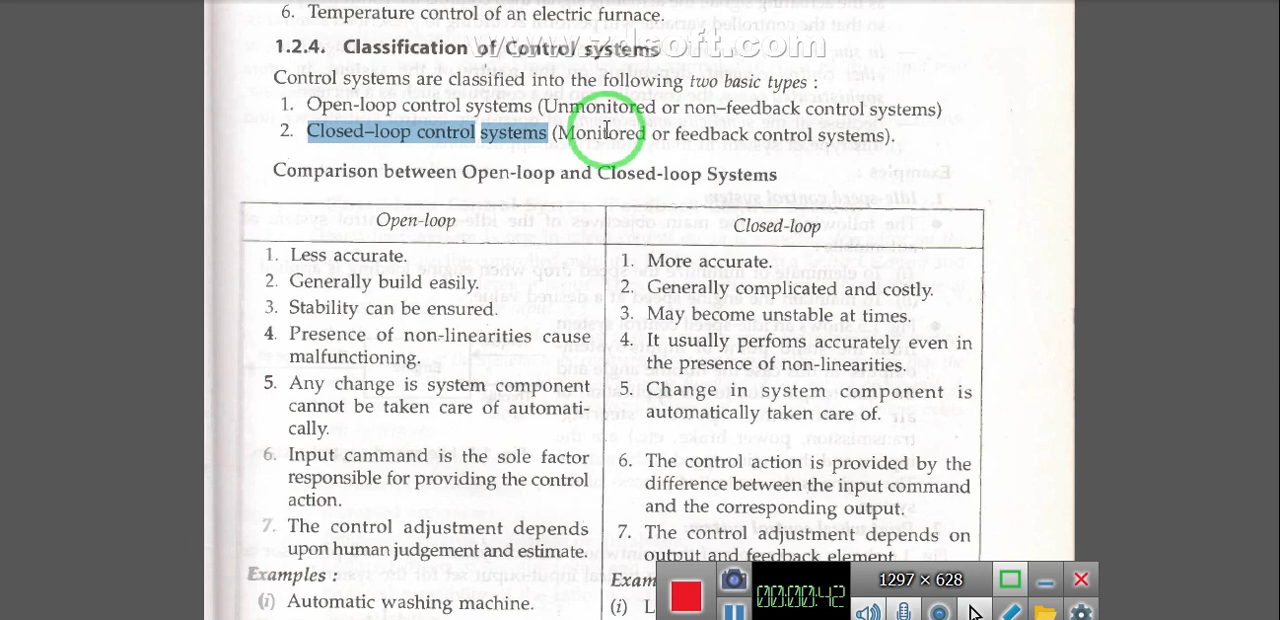 6. Temperature control of an electric furnace.
www.zdsoft.com
1.2.4. Classification of Control systems
Control systems are classified into the following two basic types :
1. Open-loop control systems (Unmonitored or non–feedback control systems)
2. Closed–loop control systems (Monitored or feedback control systems).
Comparison between Open-loop and Closed-loop Systems
Open-loop
1. Less accurate.
2. Generally build easily.
3. Stability can be ensured.
4. Presence of non-linearities cause
malfunctioning.
5. Any change is system component
cannot be taken care of automati-
cally.
6. Input cammand is the sole factor
responsible for providing the control
action.
7. The control adjustment depends
upon human judgement and estimate.
Examples :
(i) Automatic washing machine.
Closed-loop
1. More accurate.
2. Generally complicated and costly.
3. May become unstable at times.
4. It usually perfoms accurately even in
the presence of non-linearities.
5. Change in system component is
automatically taken care of.
6. The control action is provided by the
difference between the input command
and the corresponding output.
7. The control adjustment depends on
output and feedback element
Exam
(i) L
00:00:42
1297 × 628